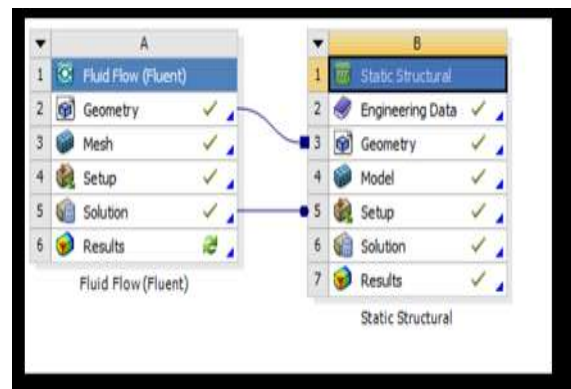 A
1 Fluid Flow (Fluent)
2 Geometry
3 Mesh
4 Setup
5 Solution
6 Results
Fluid Flow (Fluent)
B
1 Static Structural
2 Engineering Data
3 Geometry
4 Model
5 Setup
6 Solution
7 Results
Static Structural